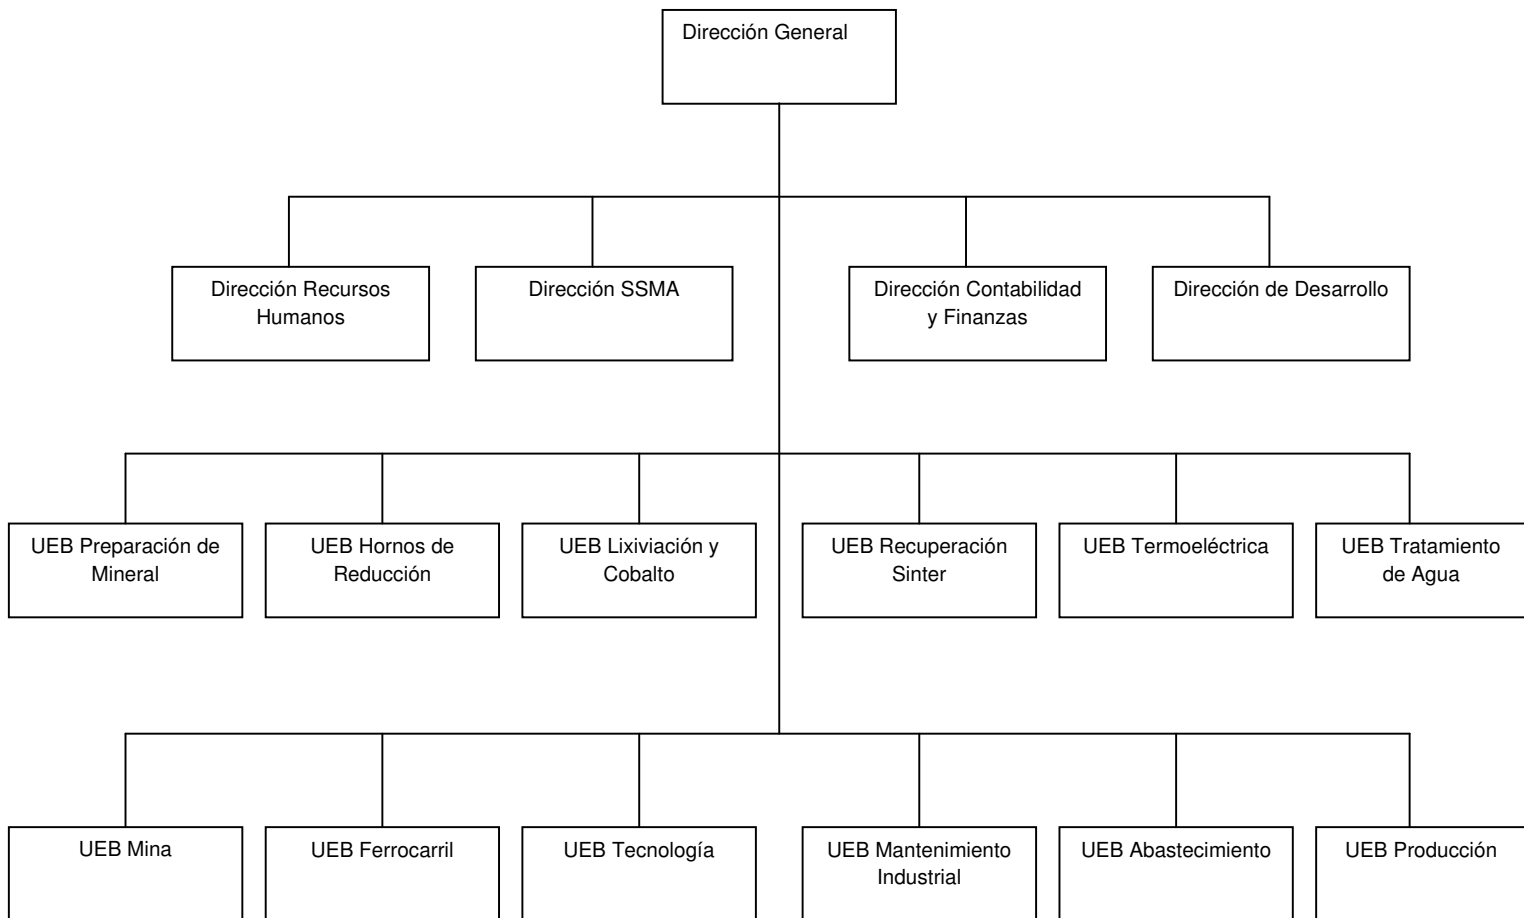 Dirección General
Dirección Recursos
Humanos
Dirección SSMA
Dirección Contabilidad
y Finanzas
Dirección de Desarrollo
UEB Preparación de
Mineral
UEB Hornos de
Reducción
UEB Lixiviación y
Cobalto
UEB Recuperación
Sinter
UEB Termoeléctrica
UEB Tratamiento
de Agua
UEB Mina
UEB Ferrocarril
UEB Tecnología
UEB Mantenimiento
Industrial
UEB Abastecimiento
UEB Producción